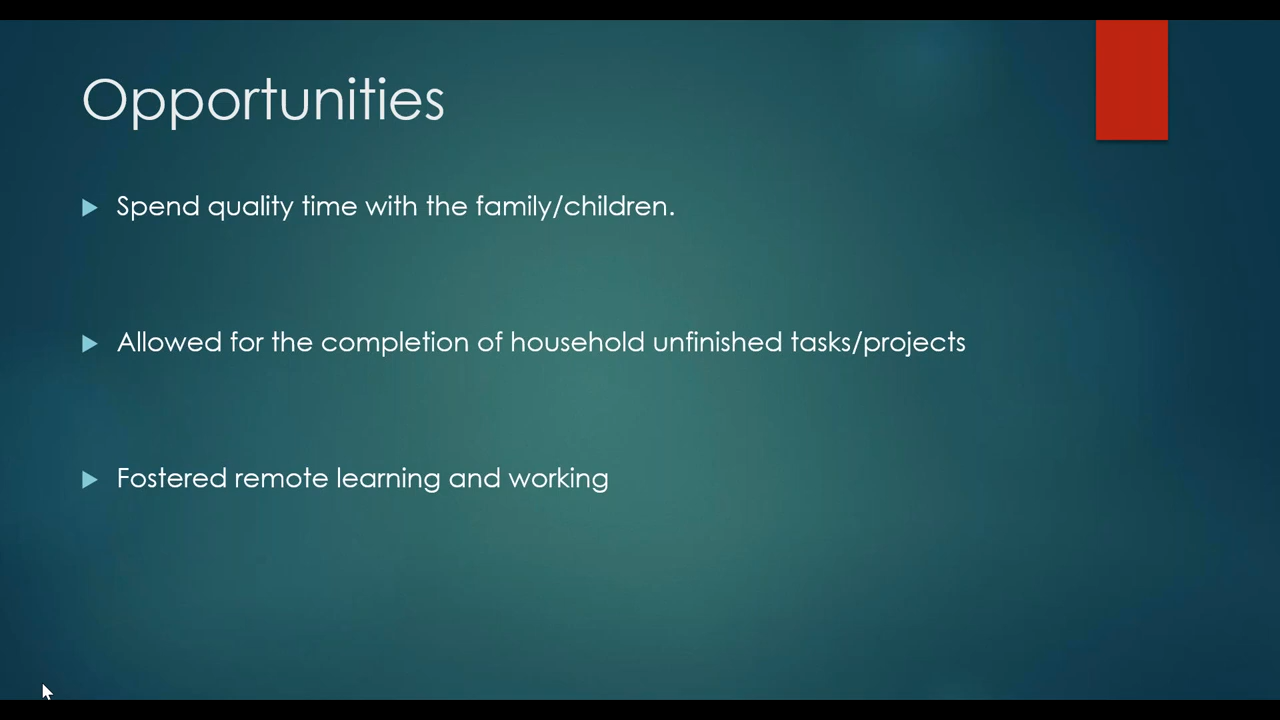 Opportunities
Spend quality time with the family/children.
Allowed for the completion of household unfinished tasks/projects
Fostered remote learning and working